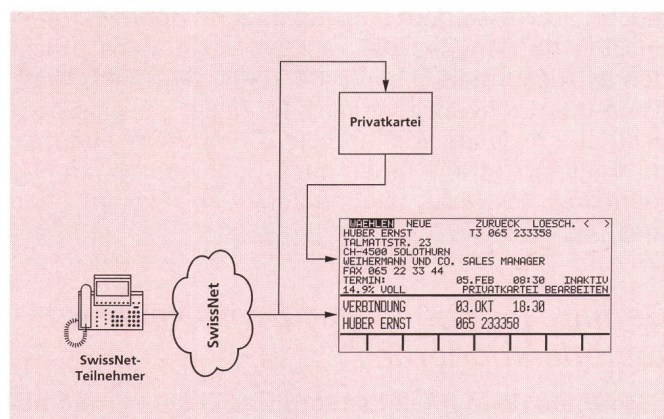 Privatkartei
WAEHLEN NEUE ZURUECK LOESCH. < >
HUBER ERNST T3 065 233358
TALMATTSTR. 23
CH-4500 SOLOTHURN
WEIHERMANN UND CO. SALES MANAGER
FAX 065 22 33 44
TERMIN: 05.FEB 08:30 INAKTIV
14.9% VOLL PRIVATKARTEI BEARBEITEN
VERBINDUNG 03.OKT 18:30
HUBER ERNST 065 233358
SwissNet
SwissNet-
Teilnehmer